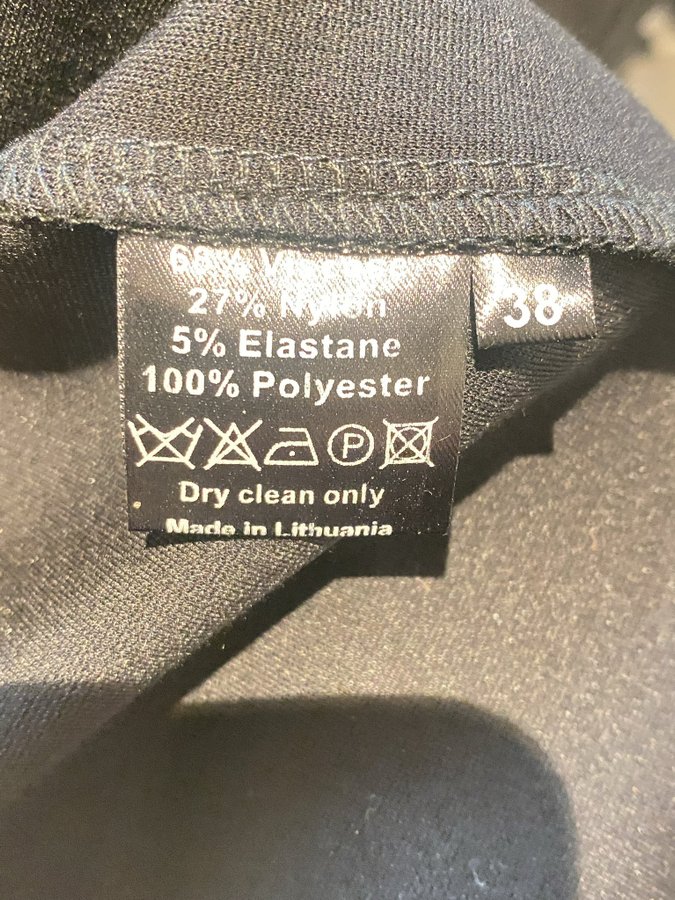 68% Viscose
27% Nylon
5% Elastane
100% Polyester
P
Dry clean only
Made in Lithuania
38